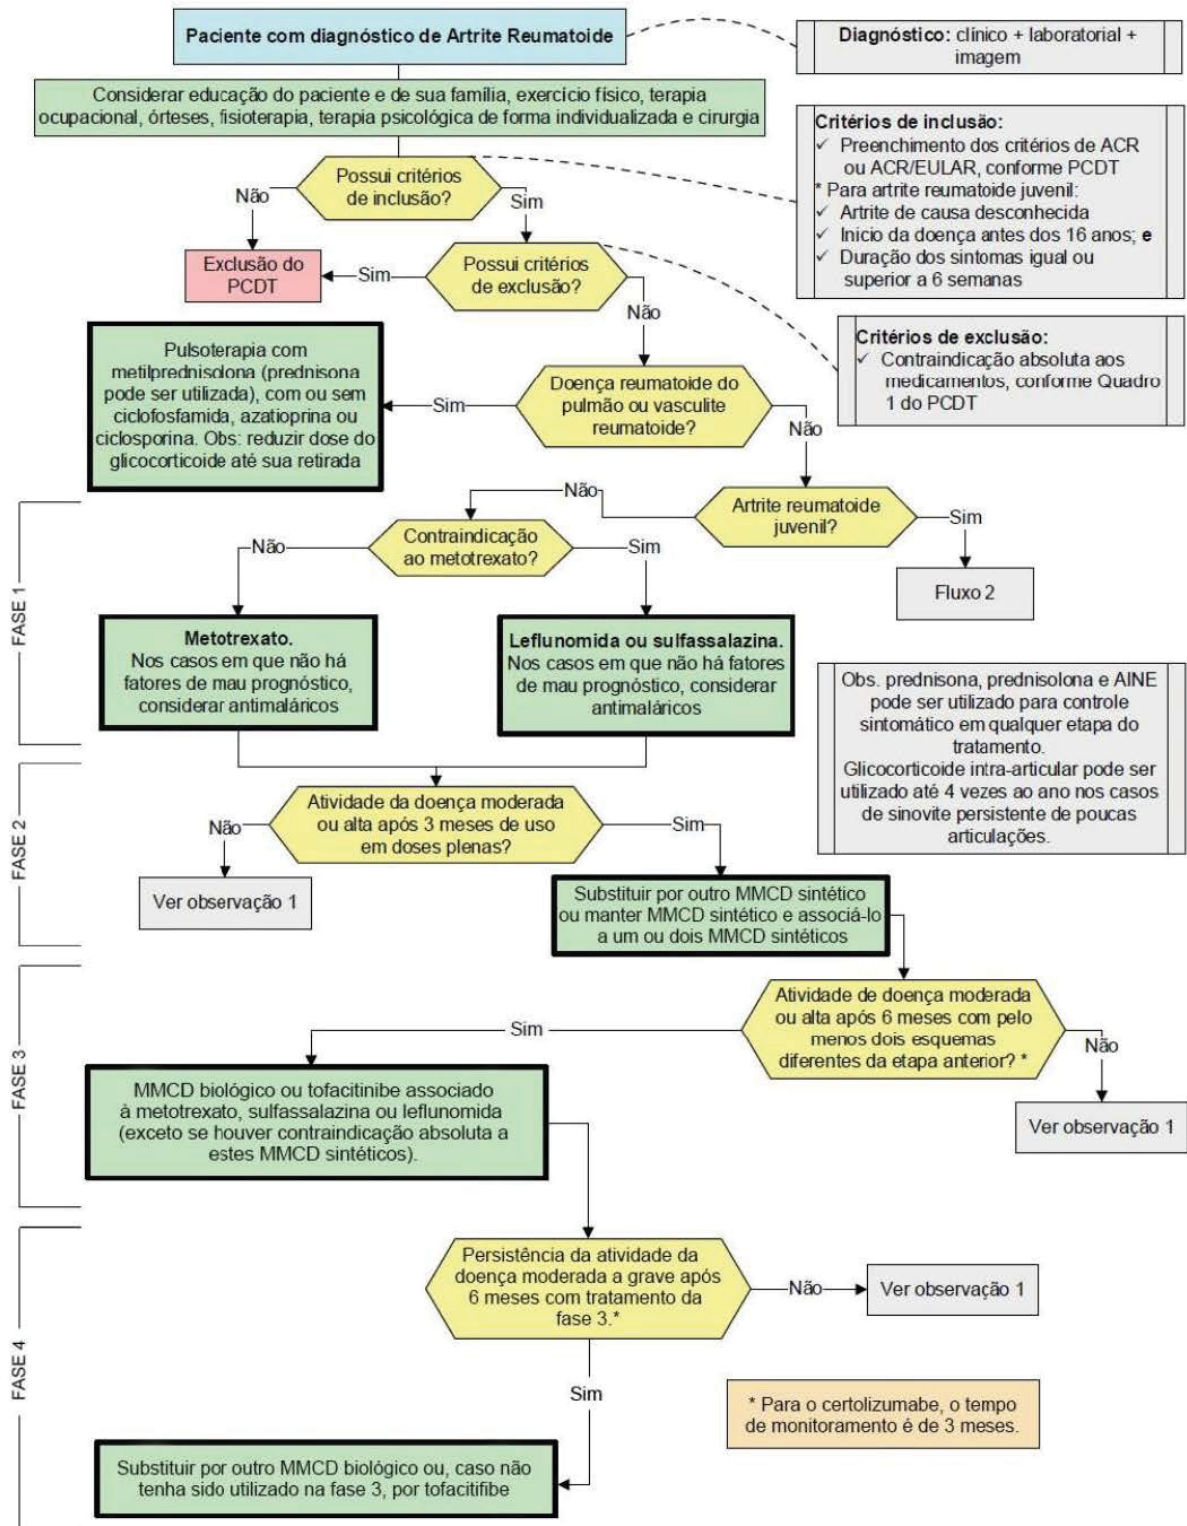 Paciente com diagnóstico de Artrite Reumatoide
Diagnóstico: clínico + laboratorial +
imagem
Considerar educação do paciente e de sua família, exercício físico, terapia
ocupacional, órteses, fisioterapia, terapia psicológica de forma individualizada e cirurgia
Critérios de inclusão:
✓ Preenchimento dos critérios de ACR
ou ACR/EULAR, conforme PCDT
* Para artrite reumatoide juvenil:
✓ Artrite de causa desconhecida
✓ Inicio da doença antes dos 16 anos; e
✓ Duração dos sintomas igual ou
superior a 6 semanas
Possui critérios
de inclusão?
Não
Sim
Exclusão do
PCDT
Sim
Possui critérios
de exclusão?
Não
Critérios de exclusão:
✓ Contraindicação absoluta aos
medicamentos, conforme Quadro
1 do PCDT
Pulsoterapia com
metilprednisolona (prednisona
pode ser utilizada), com ou sem
ciclofosfamida, azatioprina ou
ciclosporina. Obs: reduzir dose do
glicocorticoide até sua retirada
Sim
Doença reumatoide do
pulmão ou vasculite
reumatoide?
Não
FASE 1
Não
Artrite reumatoide
juvenil?
Sim
Fluxo 2
Não
Contraindicação
ao metotrexato?
Sim
Metotrexato.
Nos casos em que não há
fatores de mau prognóstico,
considerar antimaláricos
Leflunomida ou sulfassalazina.
Nos casos em que não há fatores
de mau prognóstico, considerar
antimaláricos
Obs. prednisona, prednisolona e AINE
pode ser utilizado para controle
sintomático em qualquer etapa do
tratamento.
Glicocorticoide intra-articular pode ser
utilizado até 4 vezes ao ano nos casos
de sinovite persistente de poucas
articulações.
FASE 2
Não
Atividade da doença moderada
ou alta após 3 meses de uso
em doses plenas?
Sim
Ver observação 1
Substituir por outro MMCD sintético
ou manter MMCD sintético e associá-lo
a um ou dois MMCD sintéticos
FASE 3
Sim
Atividade de doença moderada
ou alta após 6 meses com pelo
menos dois esquemas
diferentes da etapa anterior? *
Não
MMCD biológico ou tofacitinibe associado
à metotrexato, sulfassalazina ou leflunomida
(exceto se houver contraindicação absoluta a
estes MMCD sintéticos).
Ver observação 1
FASE 4
Persistência da atividade da
doença moderada a grave após
6 meses com tratamento da
fase 3.*
Não
Ver observação 1
Sim
* Para o certolizumabe, o tempo
de monitoramento é de 3 meses.
Substituir por outro MMCD biológico ou, caso não
tenha sido utilizado na fase 3, por tofacitifibe